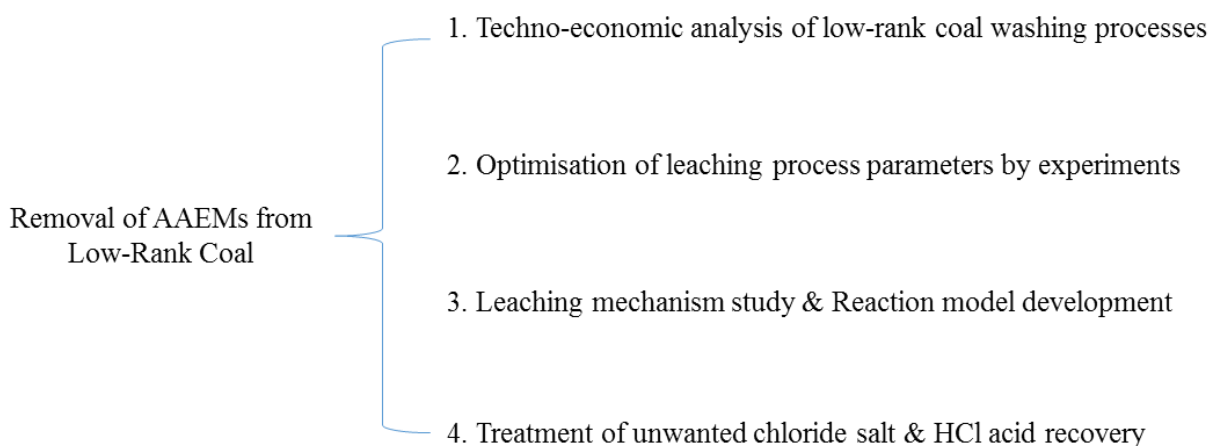 1. Techno-economic analysis of low-rank coal washing processes
2. Optimisation of leaching process parameters by experiments
Removal of AAEMs from
Low-Rank Coal
3. Leaching mechanism study & Reaction model development
4. Treatment of unwanted chloride salt & HCl acid recovery